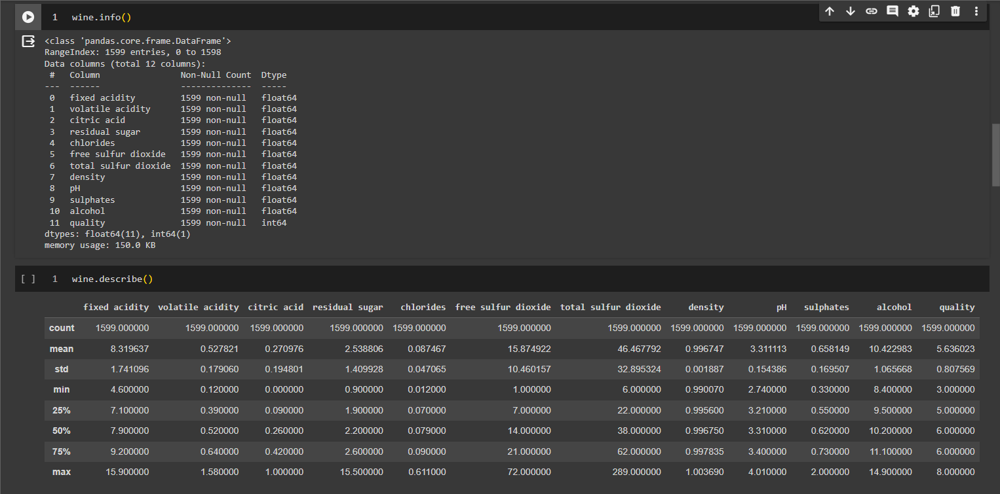 1 wine.info()
<class 'pandas.core.frame.DataFrame'>
RangeIndex: 1599 entries, 0 to 1598
Data columns (total 12 columns):
 #   Column                Non-Null Count  Dtype
---  ------                --------------  -----
 0   fixed acidity         1599 non-null   float64
 1   volatile acidity      1599 non-null   float64
 2   citric acid           1599 non-null   float64
 3   residual sugar        1599 non-null   float64
 4   chlorides             1599 non-null   float64
 5   free sulfur dioxide   1599 non-null   float64
 6   total sulfur dioxide  1599 non-null   float64
 7   density               1599 non-null   float64
 8   pH                    1599 non-null   float64
 9   sulphates             1599 non-null   float64
 10  alcohol               1599 non-null   float64
 11  quality               1599 non-null   int64
dtypes: float64(11), int64(1)
memory usage: 150.0 KB
[ ] 1 wine.describe()
fixed acidity volatile acidity citric acid residual sugar chlorides free sulfur dioxide total sulfur dioxide density pH sulphates alcohol quality
count 1599.000000 1599.000000 1599.000000 1599.000000 1599.000000 1599.000000 1599.000000 1599.000000 1599.000000 1599.000000 1599.000000 1599.000000
mean 8.319637 0.527821 0.270976 2.538806 0.087467 15.874922 46.467792 0.996747 3.311113 0.658149 10.422983 5.636023
std 1.741096 0.179060 0.194801 1.409928 0.047065 10.460157 32.895324 0.001887 0.154386 0.169507 1.065668 0.807569
min 4.600000 0.120000 0.000000 0.900000 0.012000 1.000000 6.000000 0.990070 2.740000 0.330000 8.400000 3.000000
25% 7.100000 0.390000 0.090000 1.900000 0.070000 7.000000 22.000000 0.995600 3.210000 0.550000 9.500000 5.000000
50% 7.900000 0.520000 0.260000 2.200000 0.079000 14.000000 38.000000 0.996750 3.310000 0.620000 10.200000 6.000000
75% 9.200000 0.640000 0.420000 2.600000 0.090000 21.000000 62.000000 0.997835 3.400000 0.730000 11.100000 6.000000
max 15.900000 1.580000 1.000000 15.500000 0.611000 72.000000 289.000000 1.003690 4.010000 2.000000 14.900000 8.000000